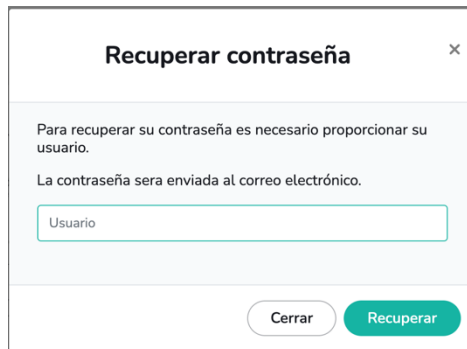 Recuperar contraseña
×
Para recuperar su contraseña es necesario proporcionar su
usuario.
La contraseña sera enviada al correo electrónico.
Usuario
Cerrar
Recuperar